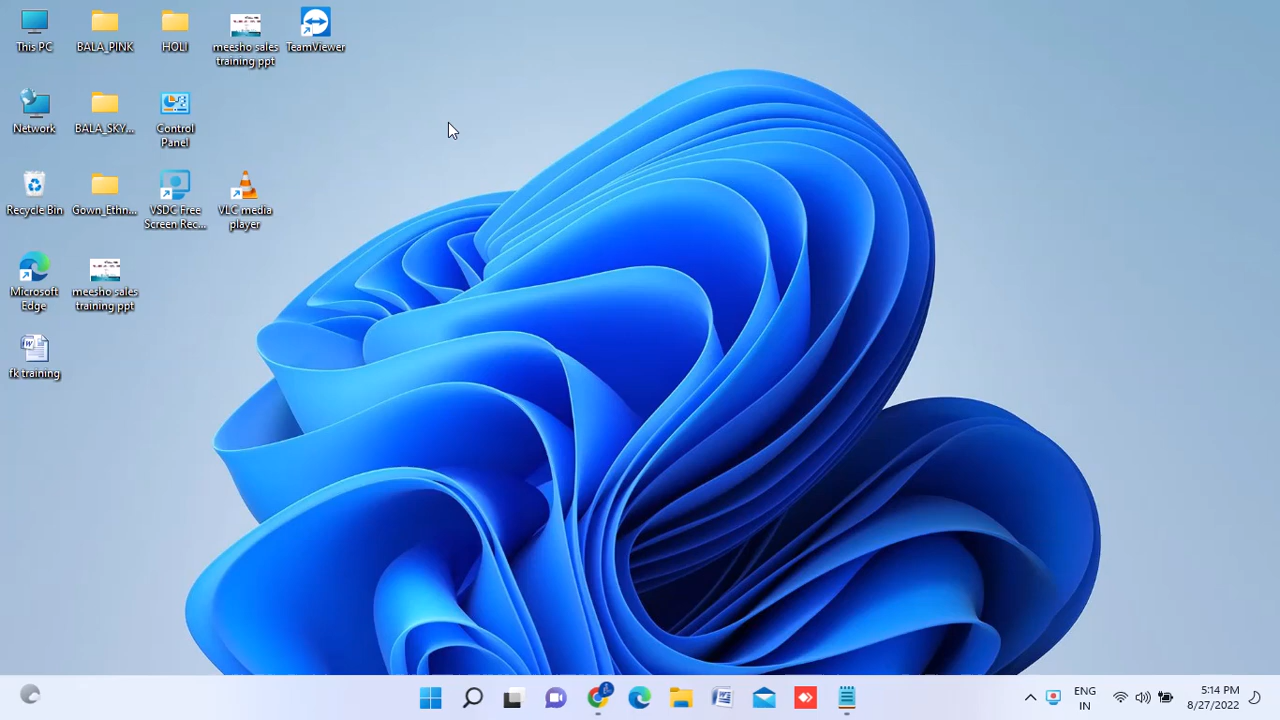 This PC
BALA_PINK
HOLI
meesho sales
training ppt
TeamViewer
Network
BALA_SKY...
Control
Panel
Recycle Bin
Gown_Ethn...
VSDC Free
Screen Rec...
VLC media
player
Microsoft
Edge
meesho sales
training ppt
fk training
ENG
IN
5:14 PM
8/27/2022